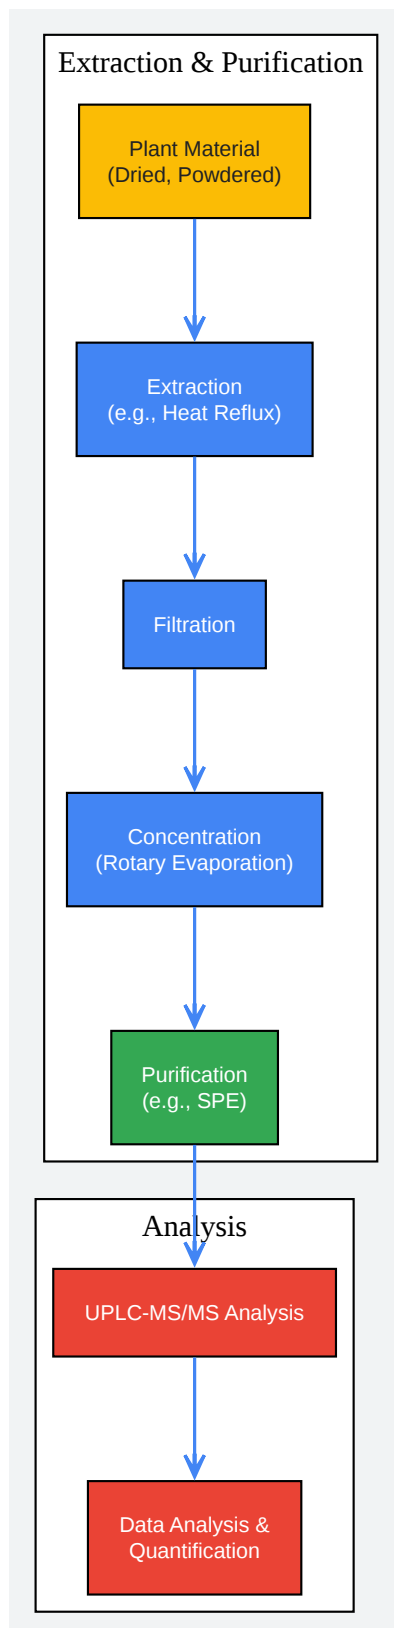 Extraction & Purification
Plant Material
(Dried, Powdered)
Extraction
(e.g., Heat Reflux)
Filtration
Concentration
(Rotary Evaporation)
Purification
(e.g., SPE)
Analysis
UPLC-MS/MS Analysis
Data Analysis &
Quantification